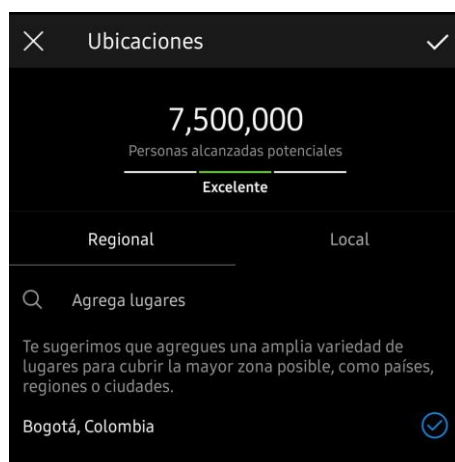 Ubicaciones
7,500,000
Personas alcanzadas potenciales
Excelente
Regional
Local
Agrega lugares
Te sugerimos que agregues una amplia variedad de
lugares para cubrir la mayor zona posible, como países,
regiones o ciudades.
Bogotá, Colombia